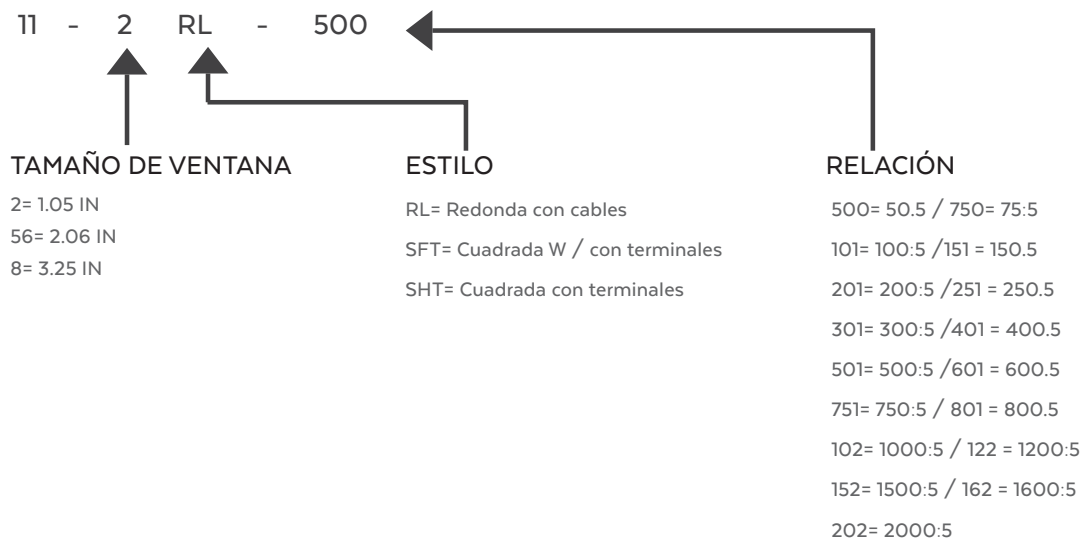 11 - 2 RL - 500
TAMAÑO DE VENTANA
2= 1.05 IN
56= 2.06 IN
8= 3.25 IN
ESTILO
RL= Redonda con cables
SFT= Cuadrada W / con terminales
SHT= Cuadrada con terminales
RELACIÓN
500= 50.5 / 750= 75:5
101= 100:5 /151 = 150.5
201= 200:5 /251 = 250.5
301= 300:5 /401 = 400.5
501= 500:5 /601 = 600.5
751= 750:5 / 801 = 800.5
102= 1000:5 / 122 = 1200:5
152= 1500:5 / 162 = 1600:5
202= 2000:5